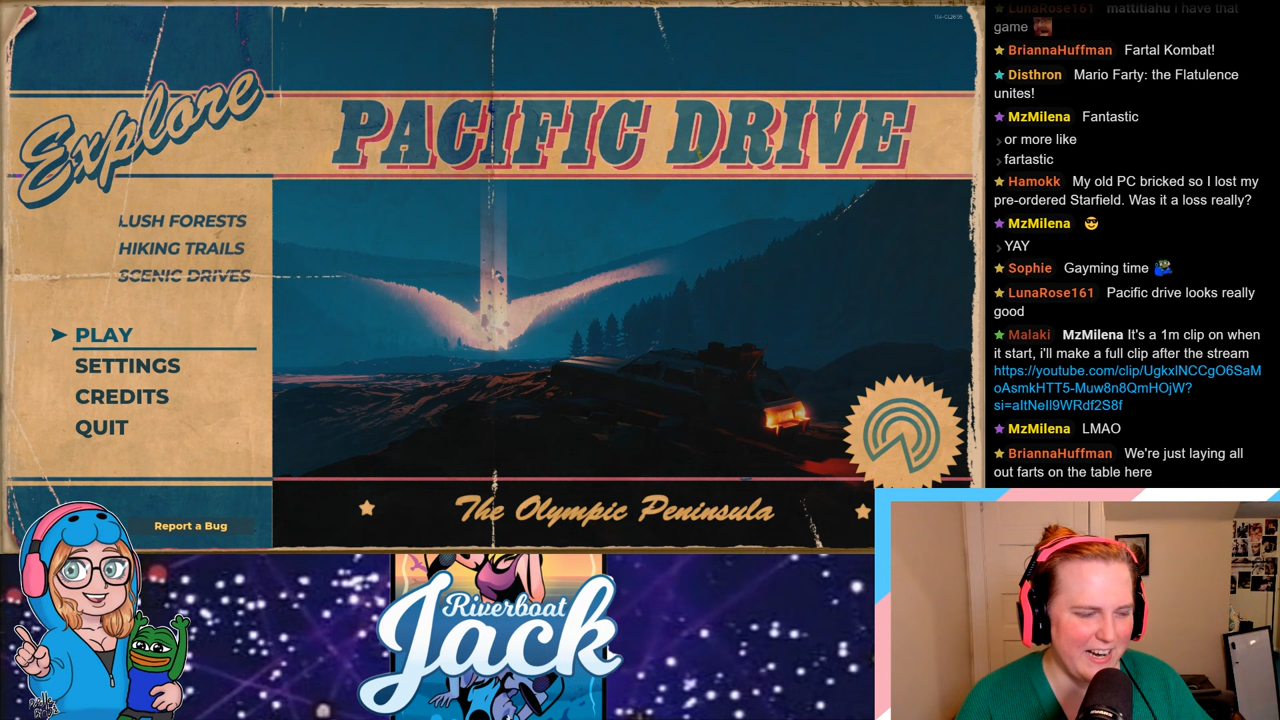 Explore
PACIFIC DRIVE
LUSH FORESTS
HIKING TRAILS
SCENIC DRIVES
PLAY
SETTINGS
CREDITS
QUIT
Report a Bug
The Olympic Peninsula
Riverboat
Jack
LunaRose161 mattitiahu i have that
game
BriannaHuffman Fartal Kombat!
Disthron Mario Farty: the Flatulence
unites!
MzMilena Fantastic
or more like
fartastic
Hamokk My old PC bricked so I lost my
pre-ordered Starfield. Was it a loss really?
MzMilena 😎
YAY
Sophie Gayming time
LunaRose161 Pacific drive looks really
good
Malaki MzMilena It's a 1m clip on when
it start, i'll make a full clip after the stream
https://youtube.com/clip/UgkxlNCCgO6SaM
oAsmkHTT5-Muw8n8QmHOjW?
si=aItNeIl9WRdf2S8f
MzMilena LMAO
BriannaHuffman We're just laying all
out farts on the table here